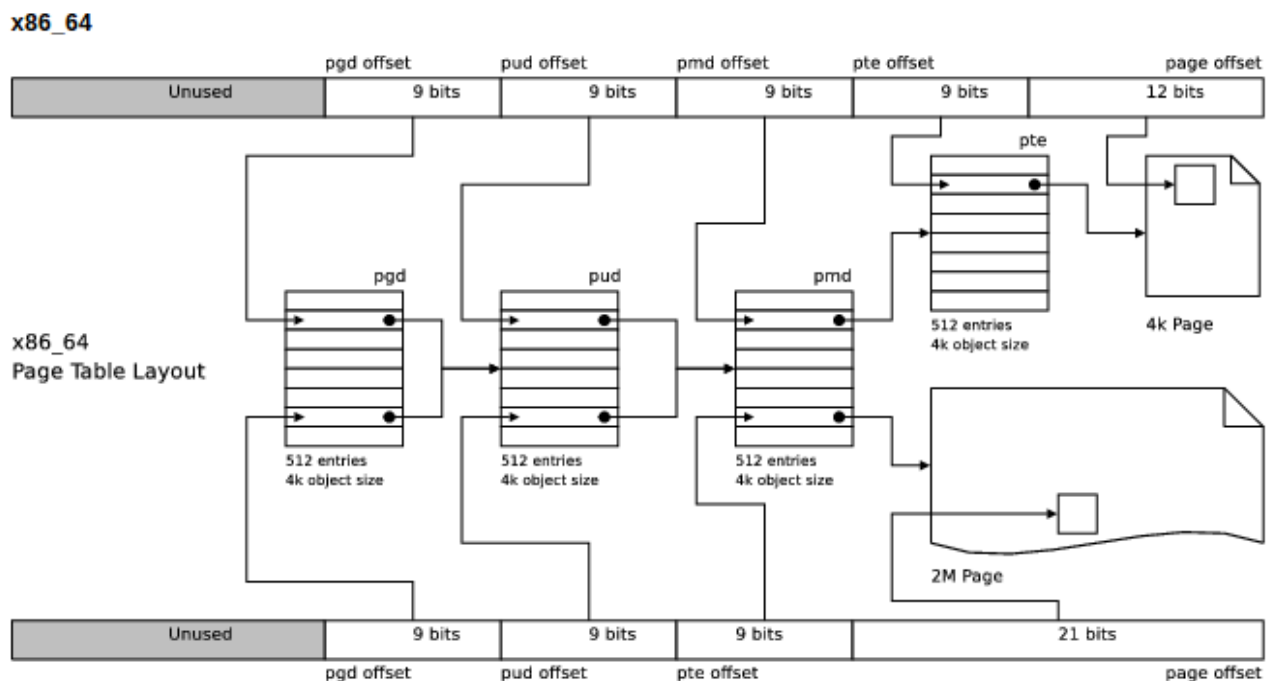 x86_64
pgd offset pud offset pmd offset pte offset page offset
Unused 9 bits 9 bits 9 bits 9 bits 12 bits
pte
pgd pud pmd
512 entries
4k object size
4k Page
x86_64
Page Table Layout
512 entries 512 entries 512 entries
4k object size 4k object size 4k object size
2M Page
Unused 9 bits 9 bits 9 bits 21 bits
pgd offset pud offset pte offset page offset